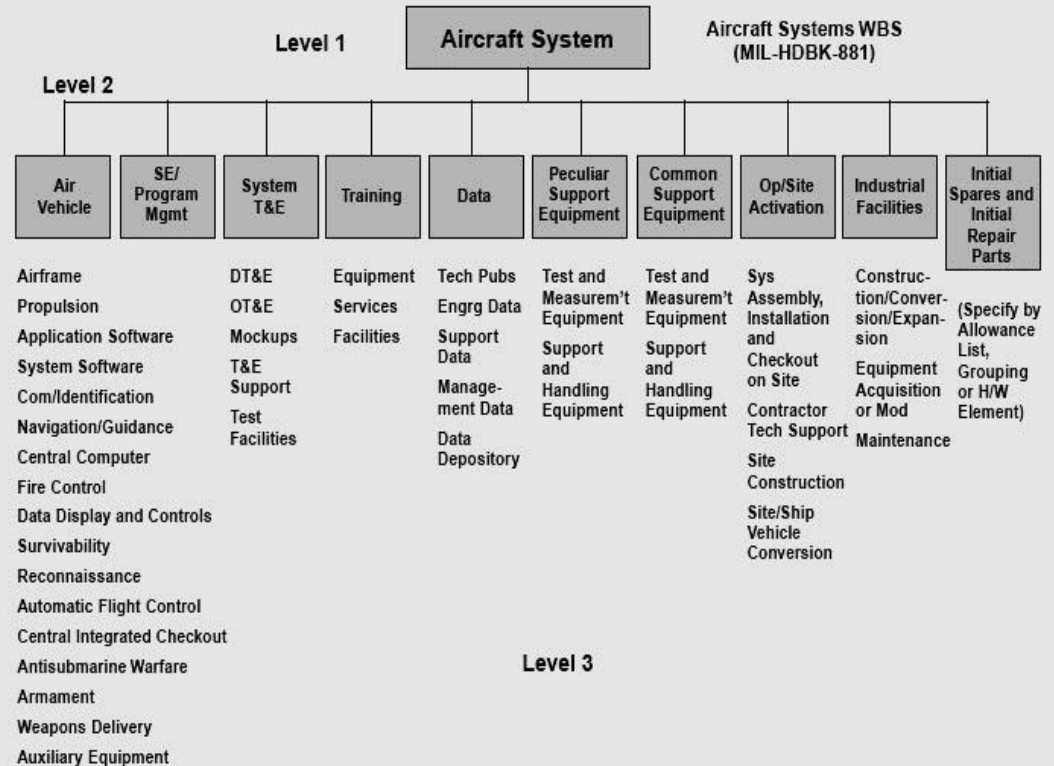 Level 1
Aircraft System
Aircraft Systems WBS
(MIL-HDBK-881)
Level 2
Air
Vehicle
SE/
Program
Mgmt
System
T&E
Training
Data
Peculiar
Support
Equipment
Common
Support
Equipment
Op/Site
Activation
Industrial
Facilities
Initial
Spares and
Initial
Repair
Parts
Airframe
Propulsion
Application Software
System Software
Com/Identification
Navigation/Guidance
Central Computer
Fire Control
Data Display and Controls
Survivability
Reconnaissance
Automatic Flight Control
Central Integrated Checkout
Antisubmarine Warfare
Armament
Weapons Delivery
Auxiliary Equipment
DT&E
OT&E
Mockups
T&E
Support
Test
Facilities
Equipment
Services
Facilities
Tech Pubs
Engrg Data
Support
Data
Manage-
ment Data
Data
Depository
Test and
Measurem't
Equipment
Support
and
Handling
Equipment
Test and
Measurem't
Equipment
Support
and
Handling
Equipment
Sys
Assembly,
Installation
and
Checkout
on Site
Contractor
Tech Support
Site
Construction
Site/Ship
Vehicle
Conversion
Construc-
tion/Conver-
sion/Expan-
sion
Equipment
Acquisition
or Mod
Maintenance
(Specify by
Allowance
List,
Grouping
or H/W
Element)
Level 3